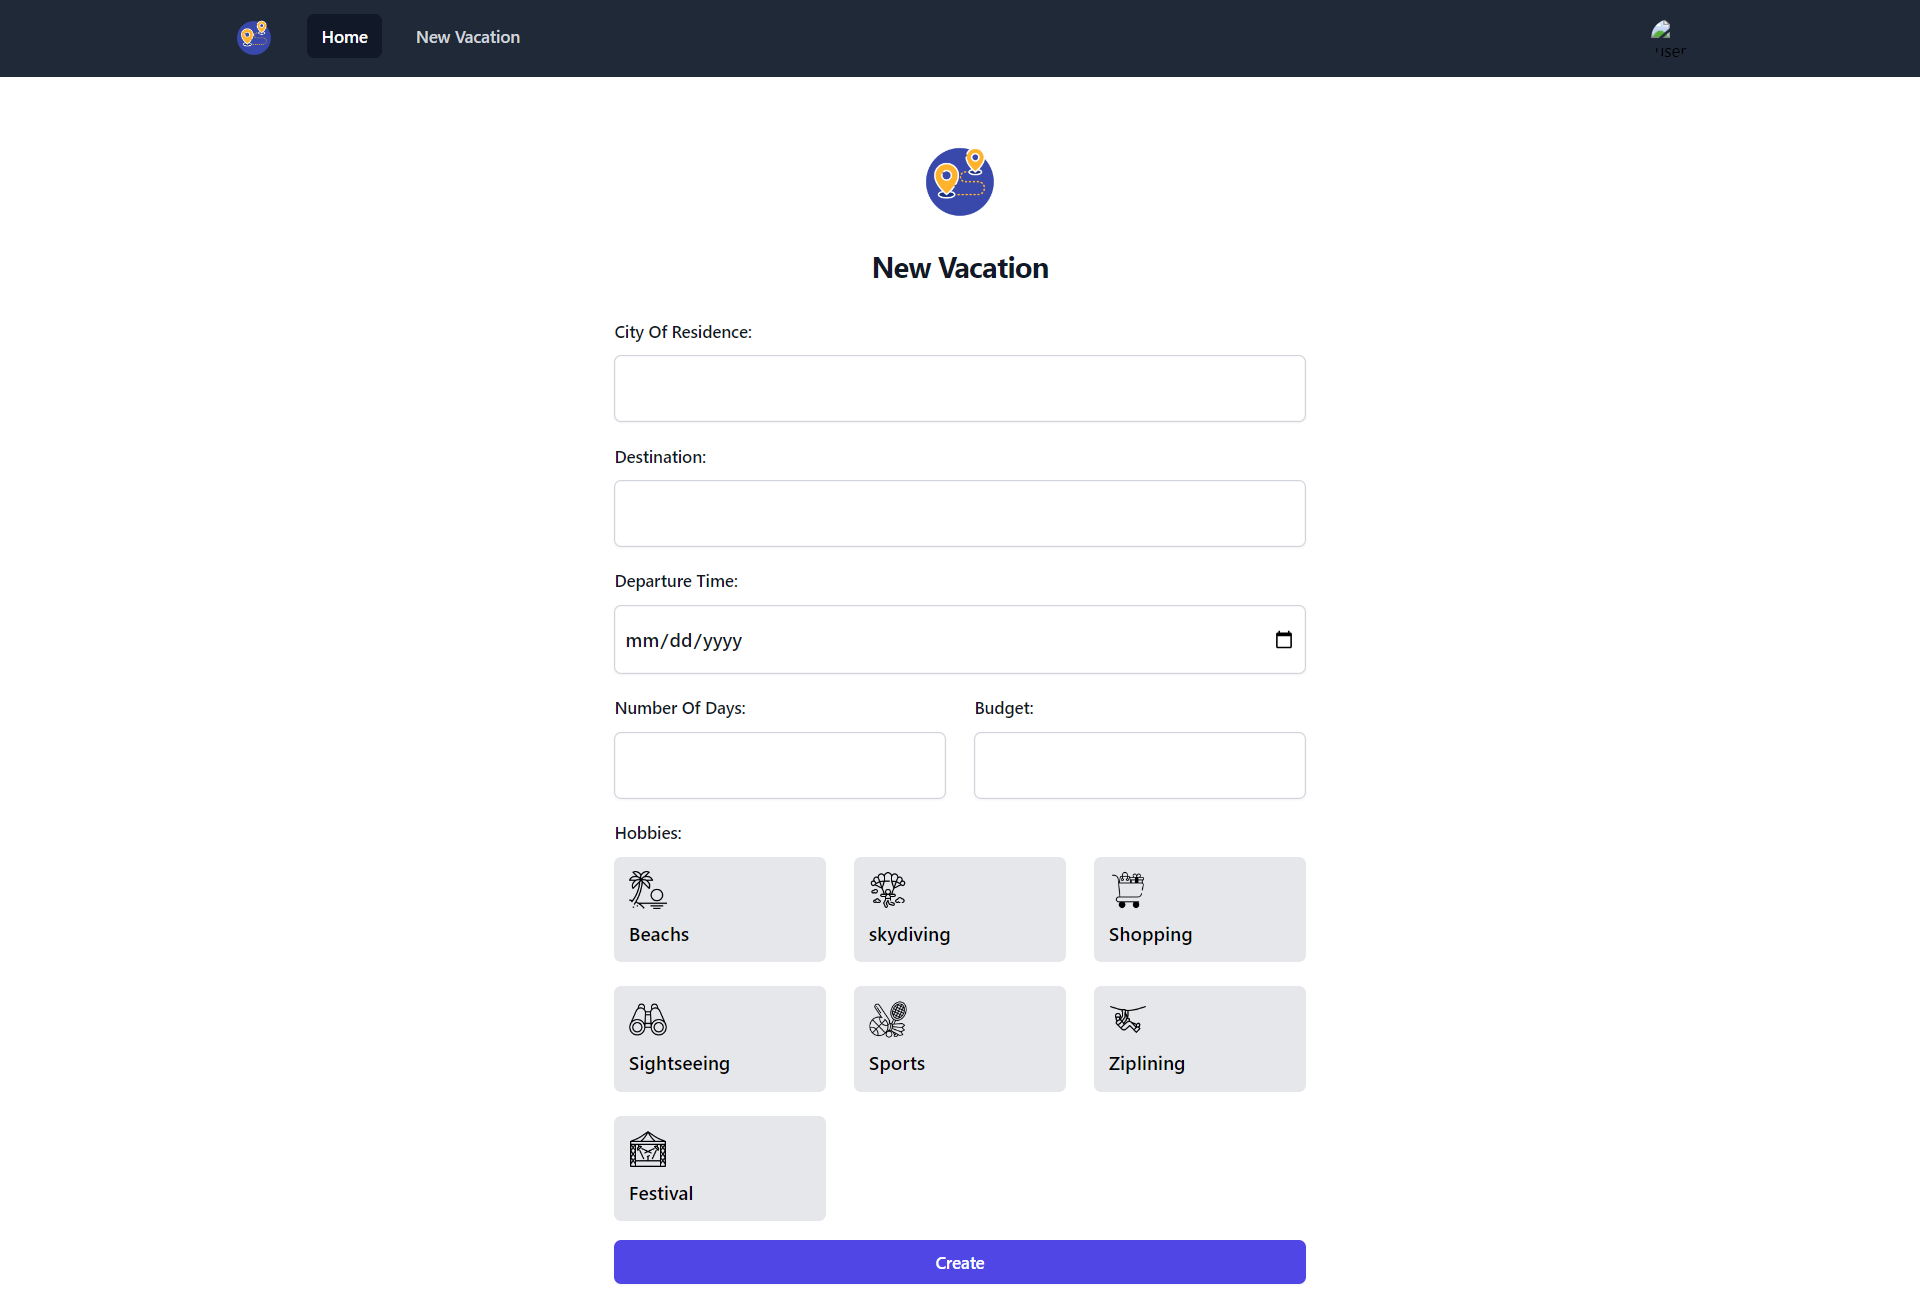 Home
New Vacation
user
New Vacation
City Of Residence:
Destination:
Departure Time:
mm/dd/yyyy
Number Of Days:
Budget:
Hobbies:
Beachs
skydiving
Shopping
Sightseeing
Sports
Ziplining
Festival
Create